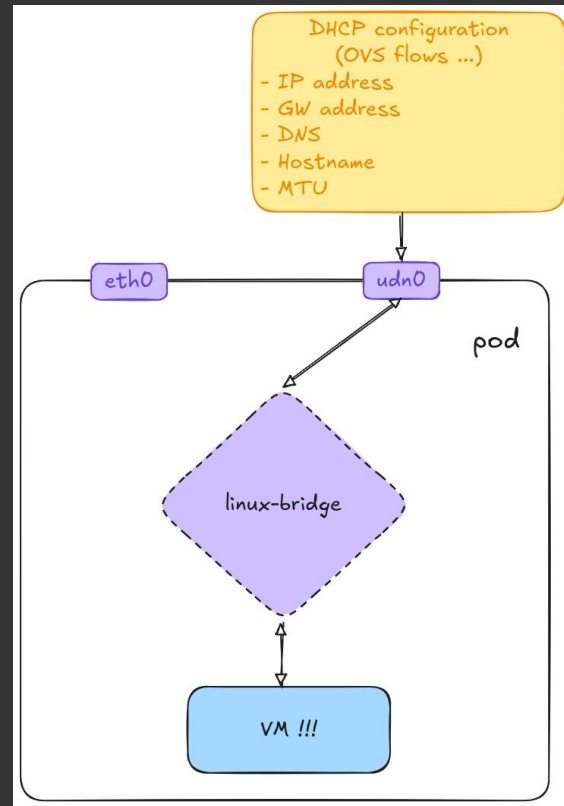 DHCP configuration
(OVS flows ...)
- IP address
- GW address
- DNS
- Hostname
- MTU
eth0
udn0
pod
linux-bridge
VM !!!